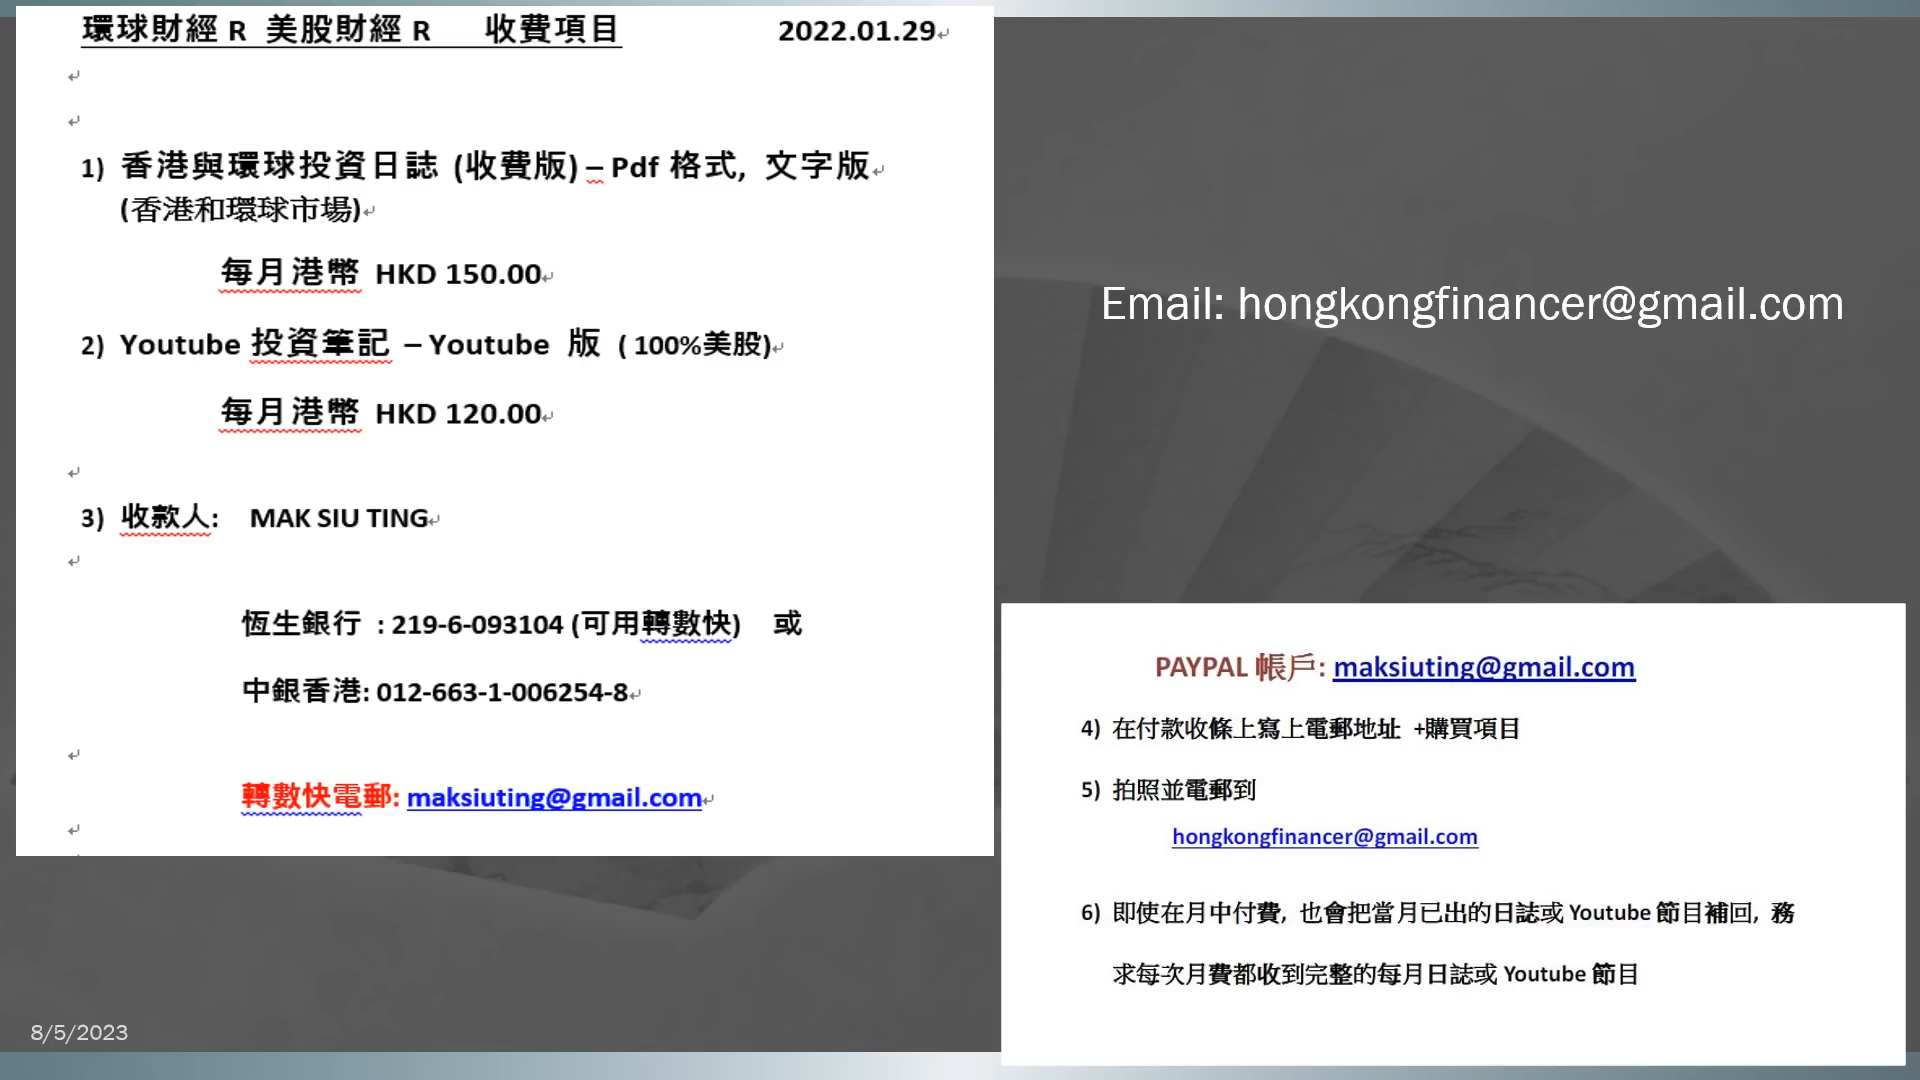 環球財經 R 美股財經 R 收費項目 2022.01.29
1) 香港與環球投資日誌 (收費版) – Pdf 格式, 文字版
(香港和環球市場)
每月港幣 HKD 150.00
2) Youtube 投資筆記 – Youtube 版 ( 100%美股)
每月港幣 HKD 120.00
3) 收款人: MAK SIU TING
恆生銀行 : 219-6-093104 (可用轉數快) 或
中銀香港: 012-663-1-006254-8
轉數快電郵: maksiuting@gmail.com
Email: hongkongfinancer@gmail.com
PAYPAL 帳戶: maksiuting@gmail.com
4) 在付款收條上寫上電郵地址 +購買項目
5) 拍照並電郵到
hongkongfinancer@gmail.com
6) 即使在月中付費, 也會把當月已出的日誌或 Youtube 節目補回, 務
求每次月費都收到完整的每月日誌或 Youtube 節目
8/5/2023